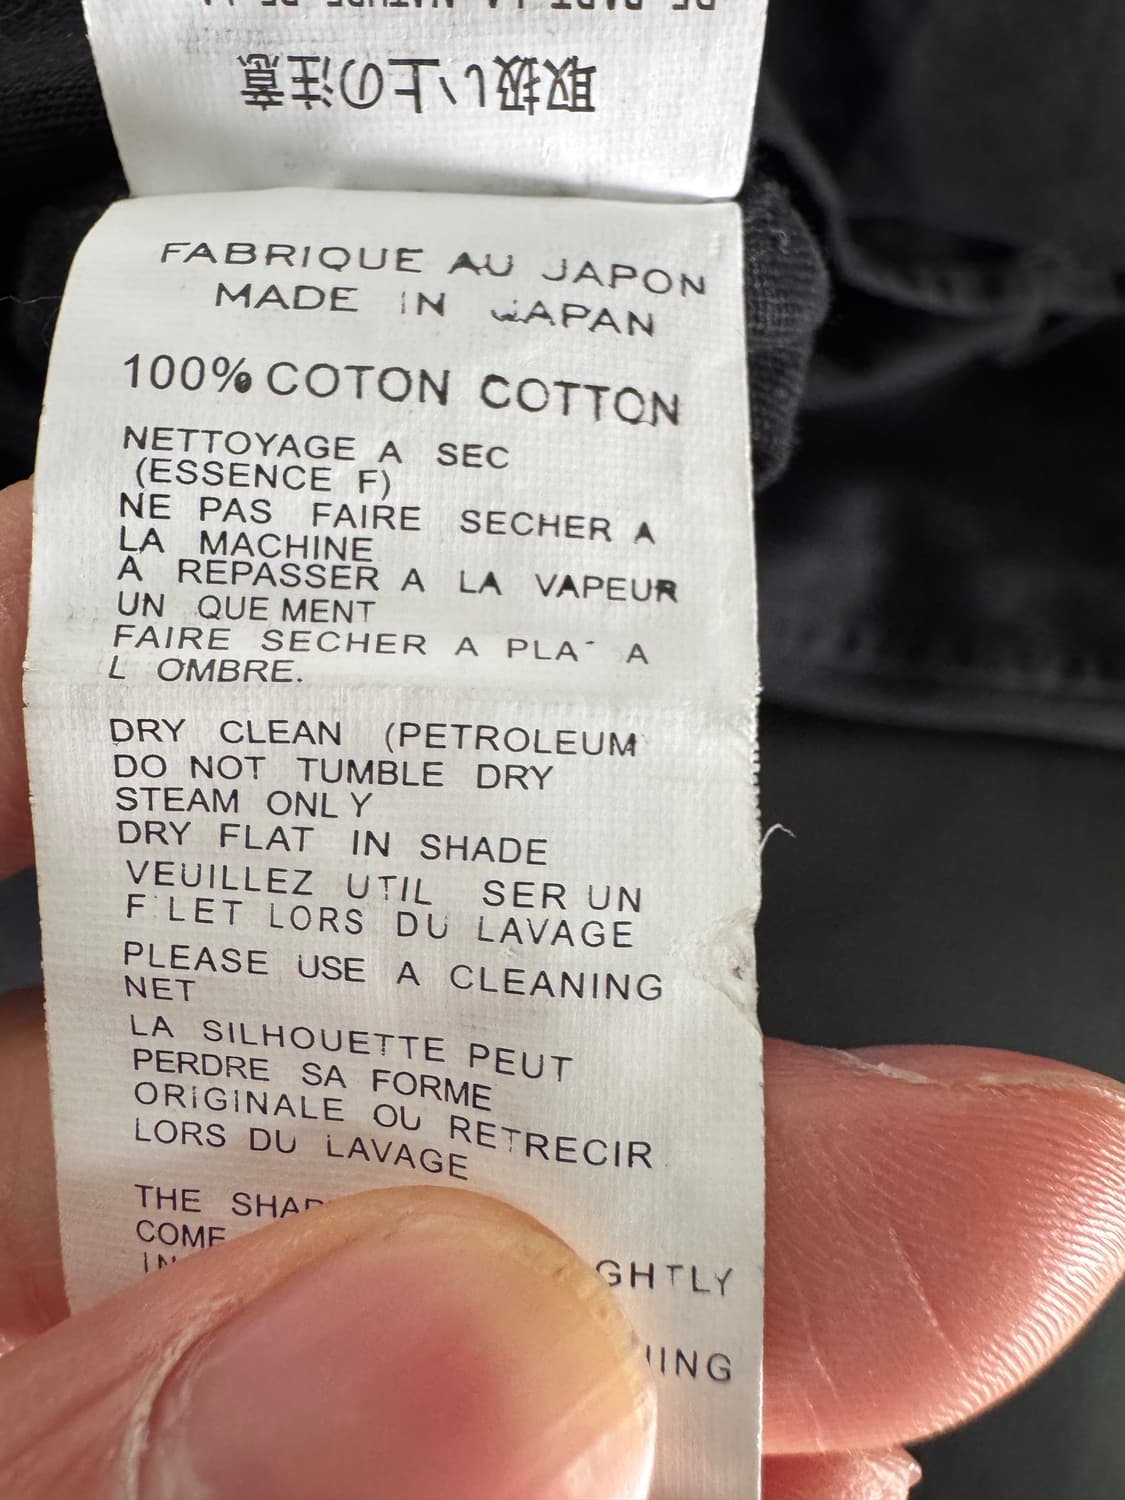 取扱い上の注意
FABRIQUE AU JAPON
MADE IN JAPAN
100% COTON COTTON
NETTOYAGE A SEC
(ESSENCE F)
NE PAS FAIRE SECHER A
LA MACHINE
A REPASSER A LA VAPEUR
UN QUE MENT
FAIRE SECHER A PLA A
L OMBRE.
DRY CLEAN (PETROLEUM
DO NOT TUMBLE DRY
STEAM ONLY
DRY FLAT IN SHADE
VEUILLEZ UTIL SER UN
F LET LORS DU LAVAGE
PLEASE USE A CLEANING
NET
LA SILHOUETTE PEUT
PERDRE SA FORME
ORIGINALE OU RETRECIR
LORS DU LAVAGE
THE
COME
GHTLY